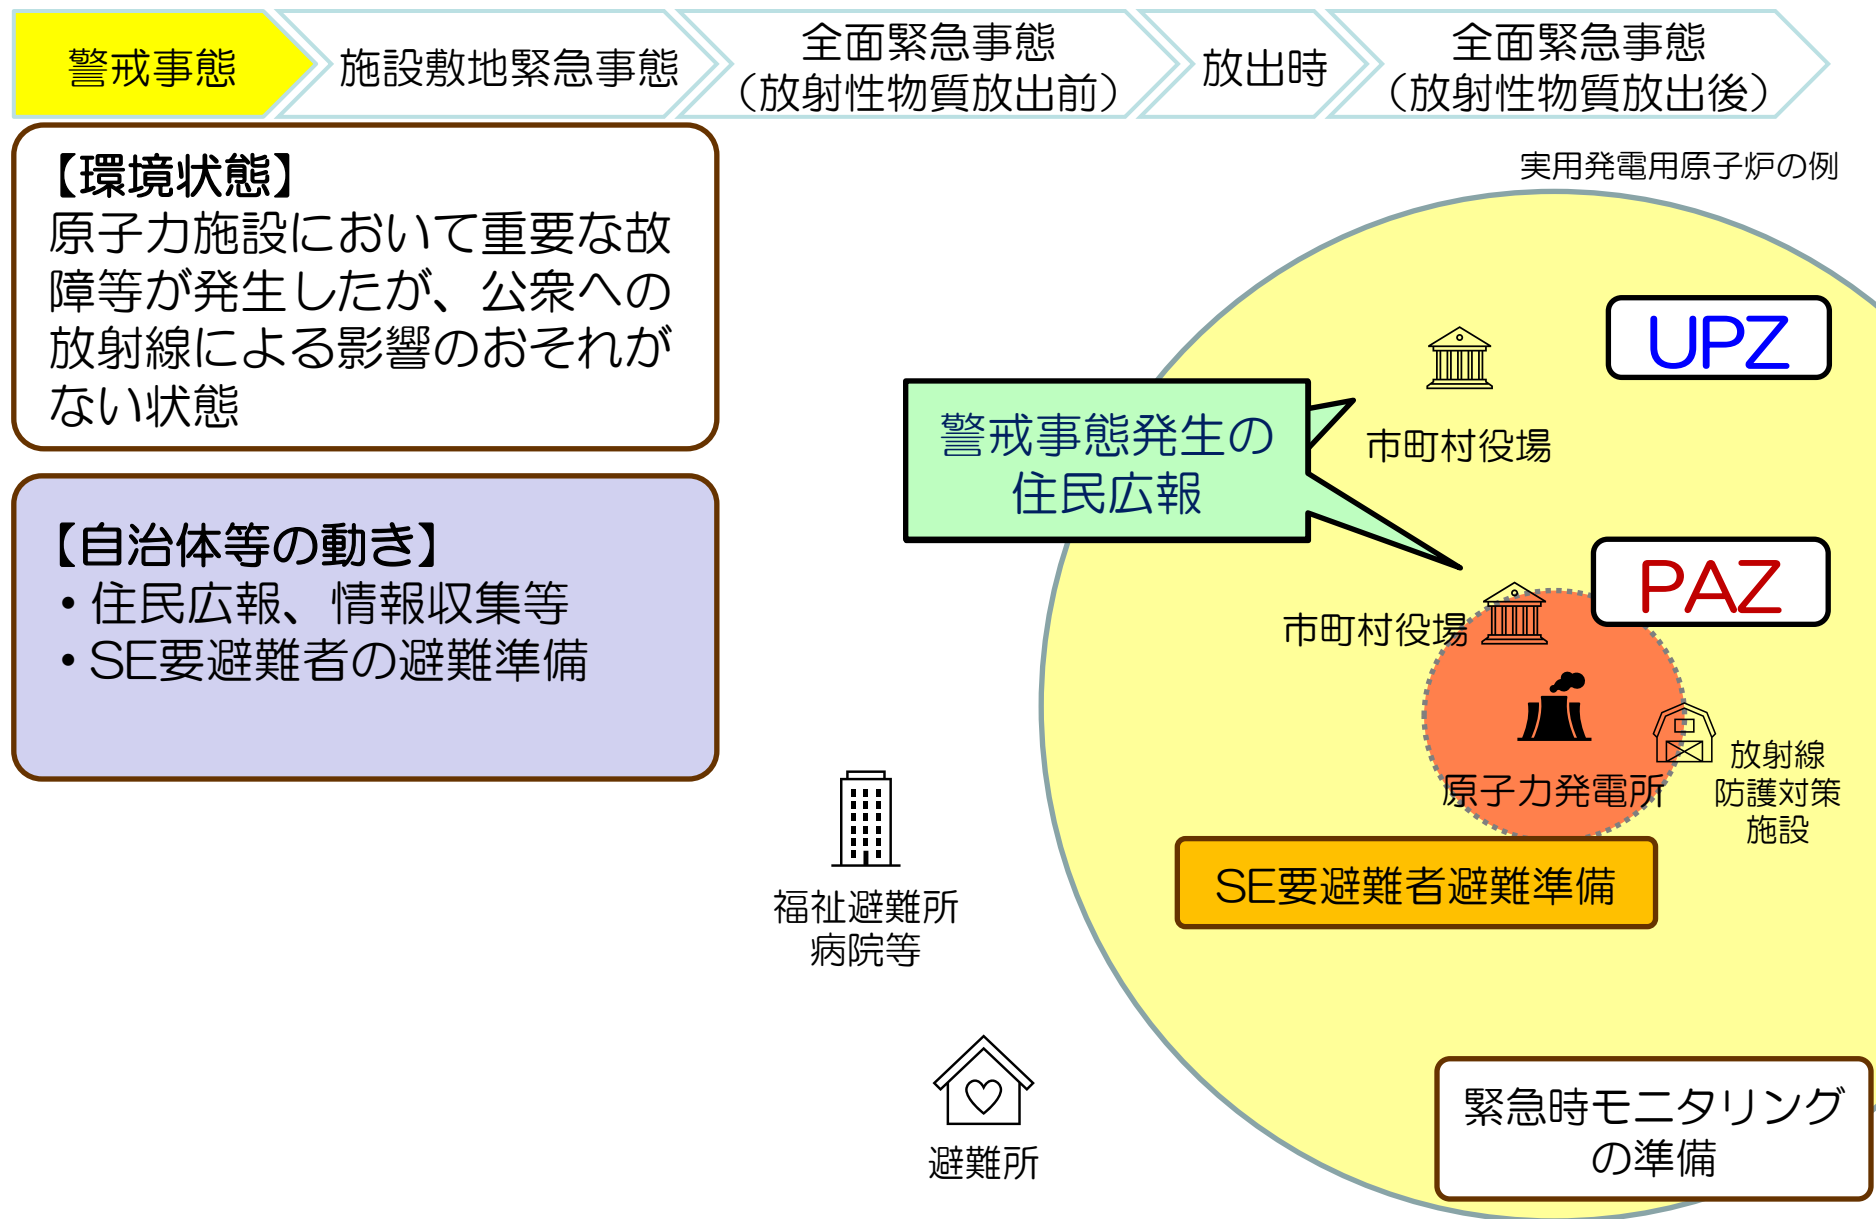 警戒事態
施設敷地緊急事態
全面緊急事態
（放射性物質放出前）
放出時
全面緊急事態
（放射性物質放出後）
【環境状態】
原子力施設において重要な故
障等が発生したが、公衆への
放射線による影響のおそれが
ない状態
【自治体等の動き】
・住民広報、情報収集等
・SE要避難者の避難準備
実用発電用原子炉の例
UPZ
市町村役場
警戒事態発生の
住民広報
PAZ
市町村役場
原子力発電所
放射線
防護対策
施設
SE要避難者避難準備
福祉避難所
病院等
避難所
緊急時モニタリング
の準備